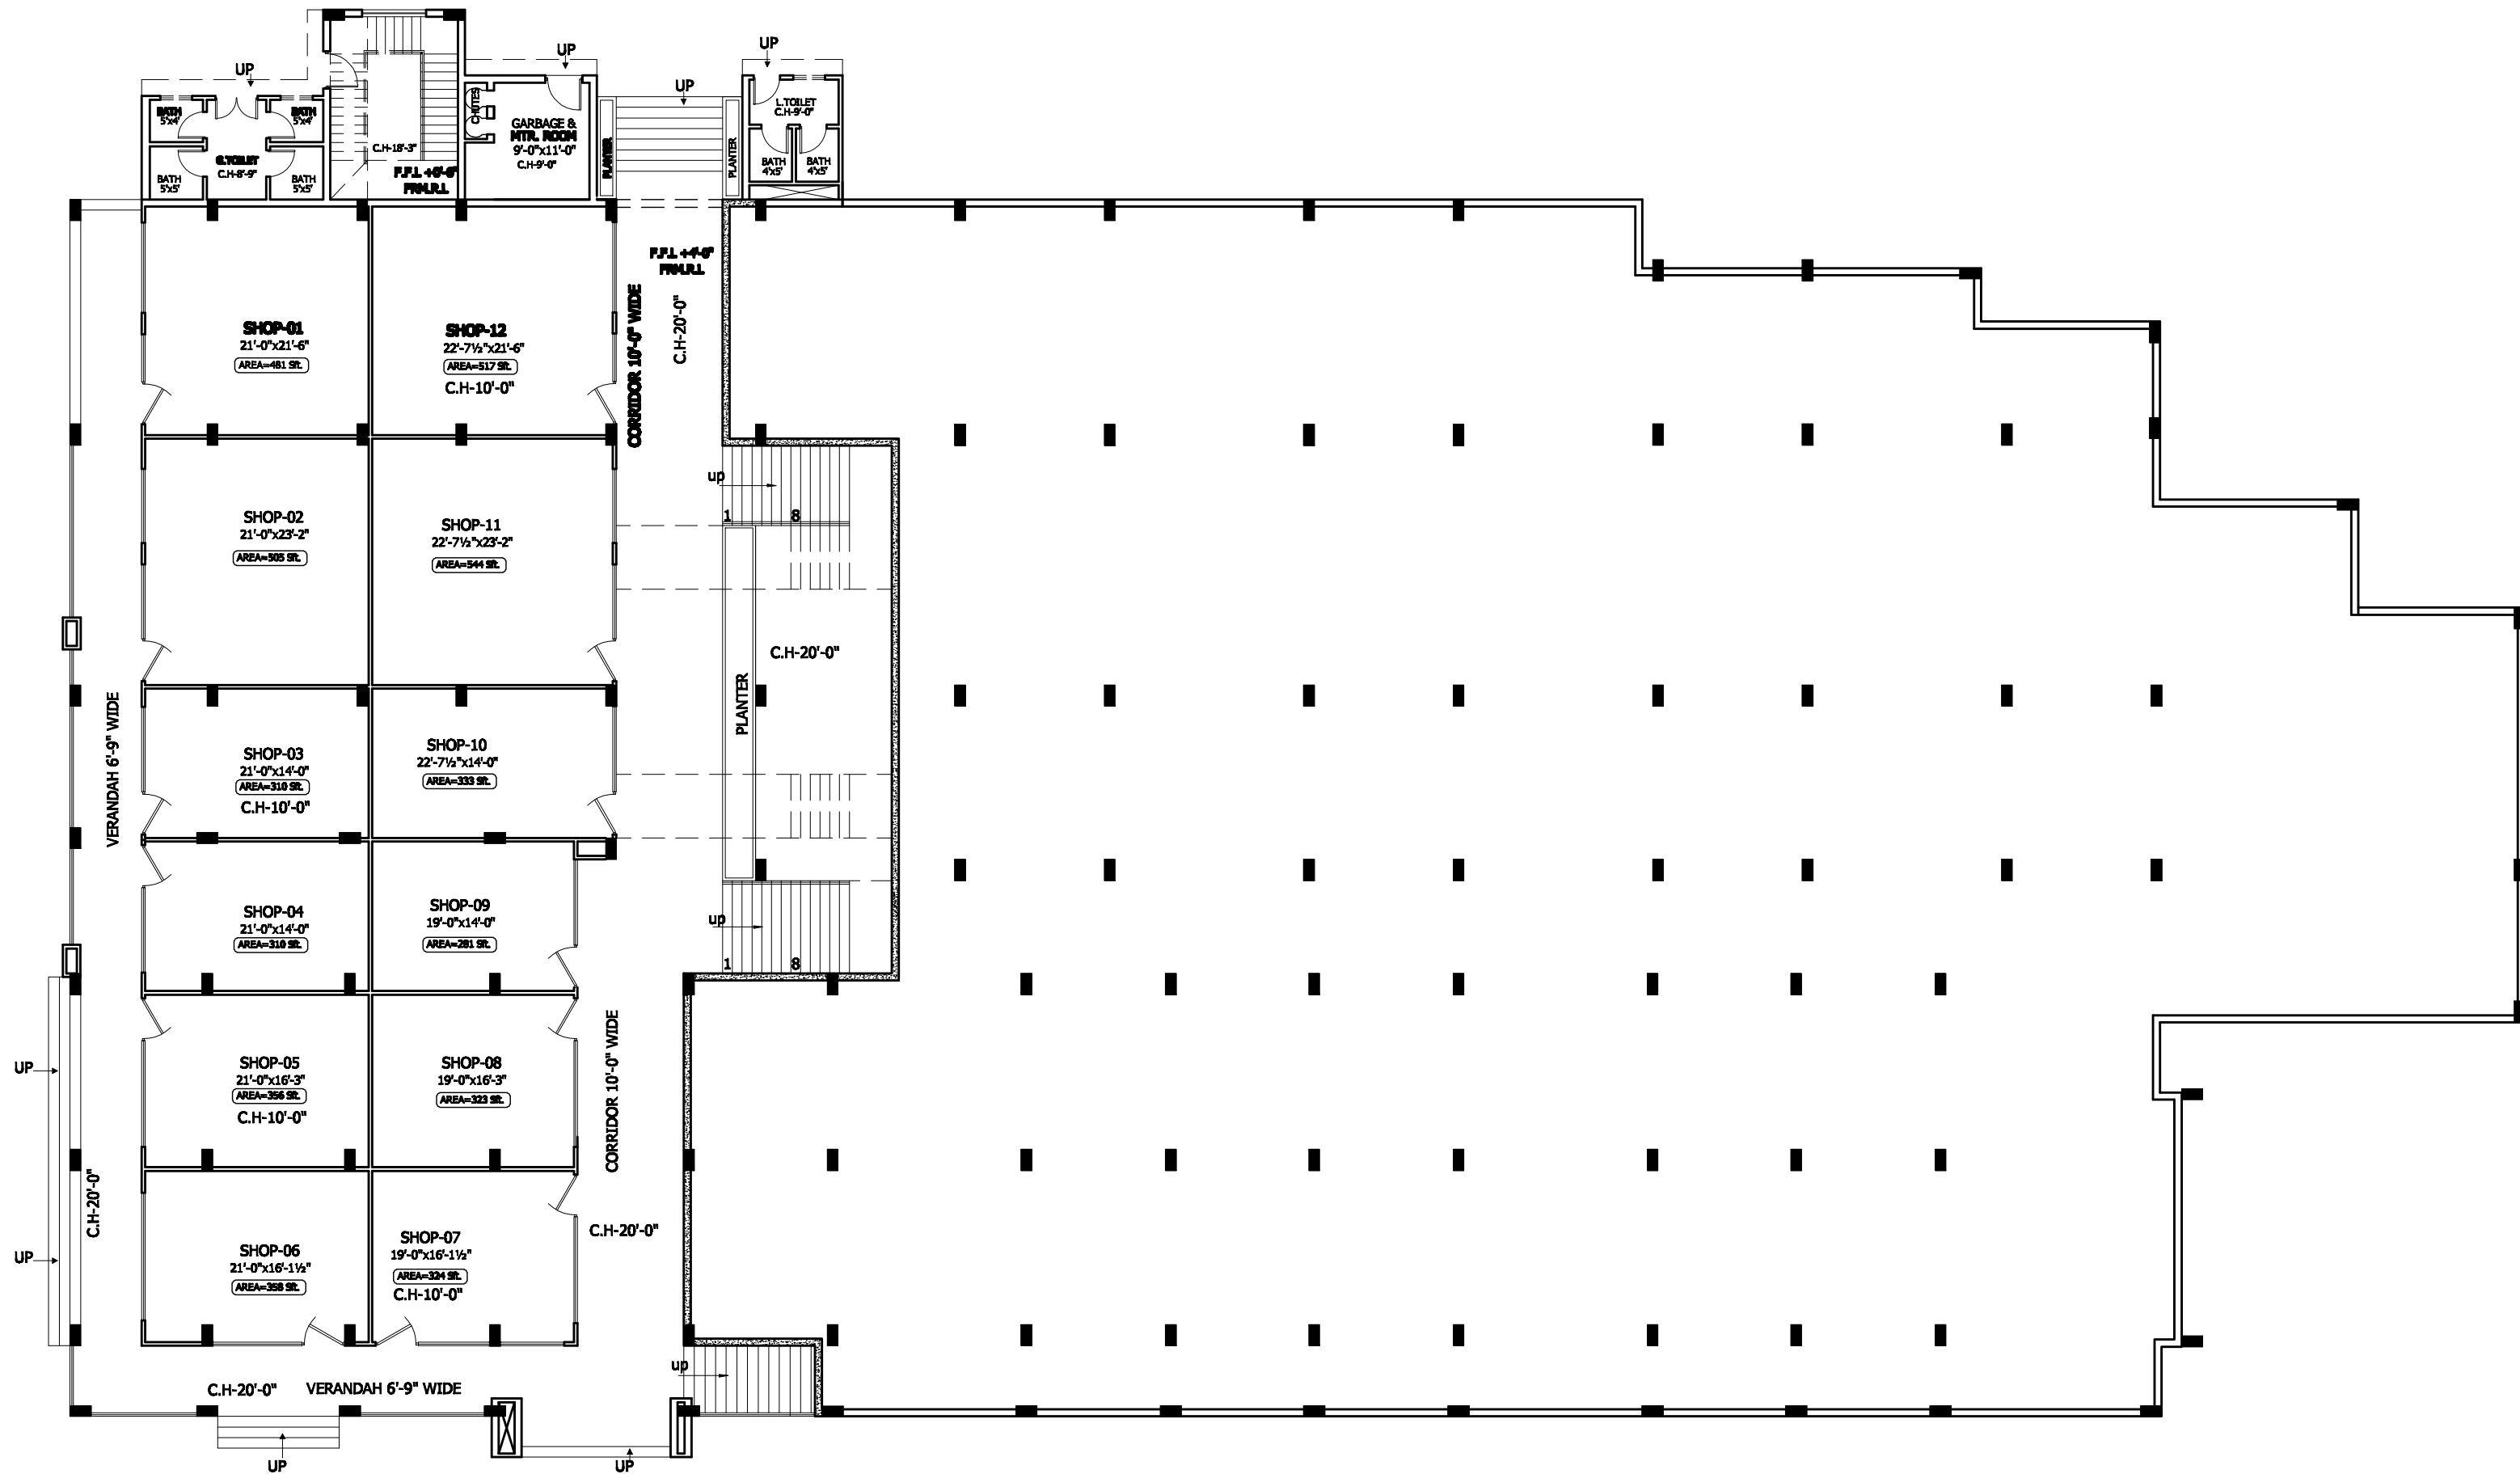 UP
UP
UP
UP
BATH
5'x4'
BATH
5'x4'
G.TOILET
C.H-8'-9"
BATH
5'x5'
BATH
5'x5'
C.H-18'-3"
FRM.R.L
CHUTES
GARBAGE &
MTR. ROOM
9'-0"x11'-0"
C.H-9'-0"
PLANTER
PLANTER
L.TOILET
C.H-9'-0"
BATH
4'x5'
BATH
4'x5'
F.F.L +4'-6"
FRM.R.L
C.H-20'-0"
CORRIDOR 10'-0" WIDE
SHOP-01
21'-0"x21'-6"
AREA=481 Sft.
SHOP-12
22'-7½"x21'-6"
AREA=517 Sft.
C.H-10'-0"
SHOP-02
21'-0"x23'-2"
AREA=505 Sft.
SHOP-11
22'-7½"x23'-2"
AREA=544 Sft.
up
1
8
C.H-20'-0"
PLANTER
VERANDAH 6'-9" WIDE
SHOP-03
21'-0"x14'-0"
AREA=310 Sft.
C.H-10'-0"
SHOP-10
22'-7½"x14'-0"
AREA=333 Sft.
SHOP-04
21'-0"x14'-0"
AREA=310 Sft.
SHOP-09
19'-0"x14'-0"
AREA=281 Sft.
up
1
8
UP
SHOP-05
21'-0"x16'-3"
AREA=356 Sft.
C.H-10'-0"
SHOP-08
19'-0"x16'-3"
AREA=323 Sft.
CORRIDOR 10'-0" WIDE
C.H-20'-0"
UP
SHOP-06
21'-0"x16'-1½"
AREA=358 Sft.
SHOP-07
19'-0"x16'-1½"
AREA=324 Sft.
C.H-10'-0"
C.H-20'-0"
up
C.H-20'-0"
VERANDAH 6'-9" WIDE
UP
UP